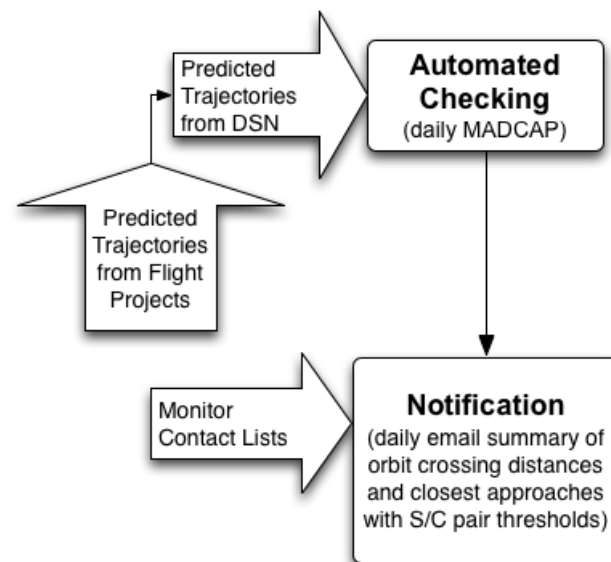 Predicted
Trajectories
from DSN
Automated
Checking
(daily MADCAP)
Predicted
Trajectories
from Flight
Projects
Monitor
Contact Lists
Notification
(daily email summary of
orbit crossing distances
and closest approaches
with S/C pair thresholds)